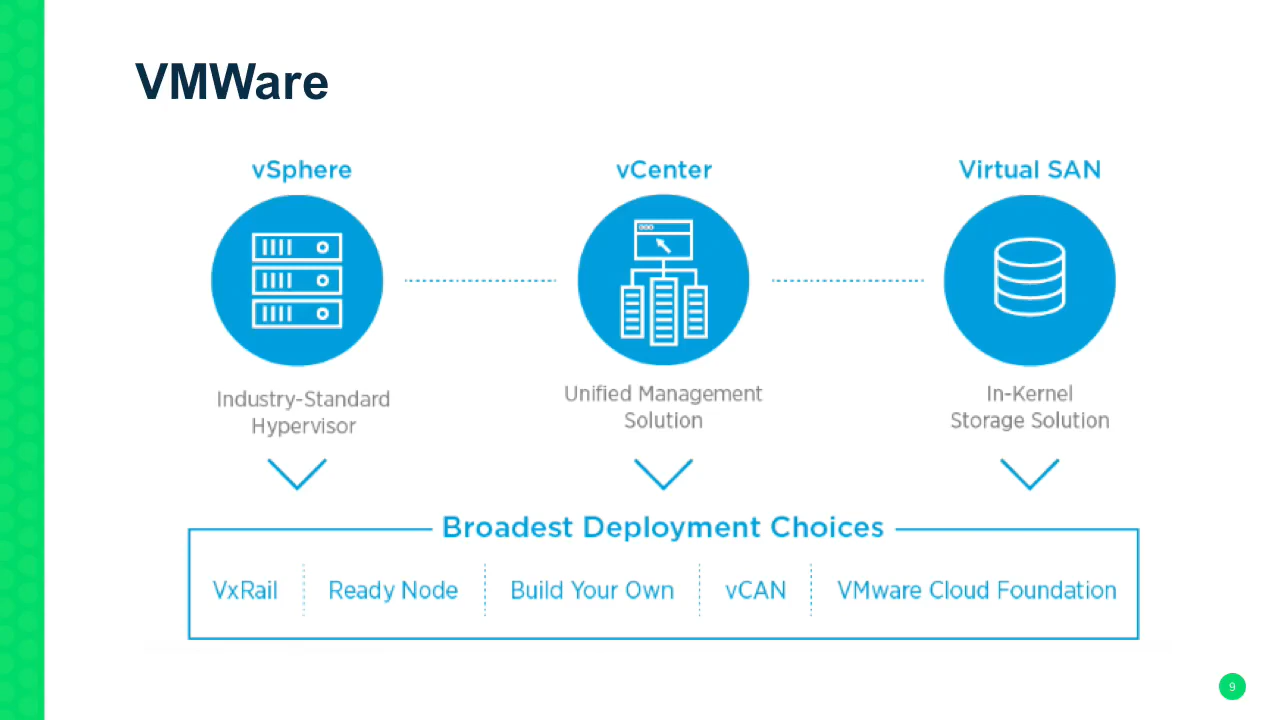 VMWare
vSphere
vCenter
Virtual SAN
Industry-Standard
Hypervisor
Unified Management
Solution
In-Kernel
Storage Solution
Broadest Deployment Choices
VxRail
Ready Node
Build Your Own
vCAN
VMware Cloud Foundation
9